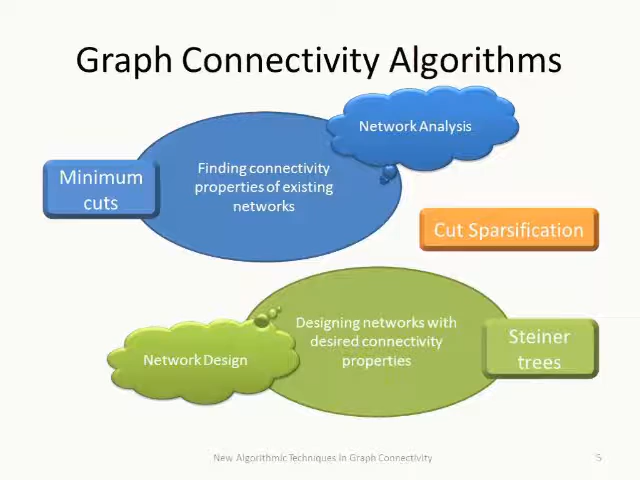 Graph Connectivity Algorithms
Network Analysis
Finding connectivity
properties of existing
networks
Minimum
cuts
Cut Sparsification
Designing networks with
desired connectivity
properties
Steiner
trees
Network Design
New Algorithmic Techniques in Graph Connectivity
5